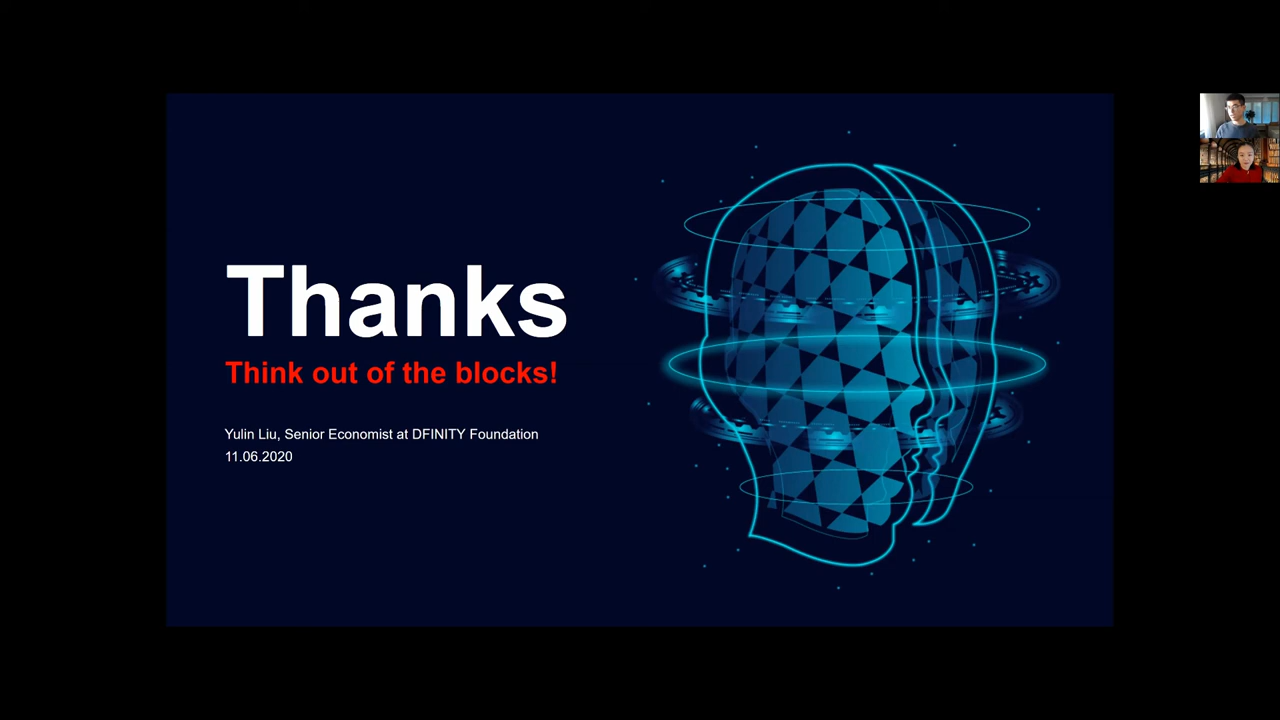 Thanks
Think out of the blocks!
Yulin Liu, Senior Economist at DFINITY Foundation
11.06.2020